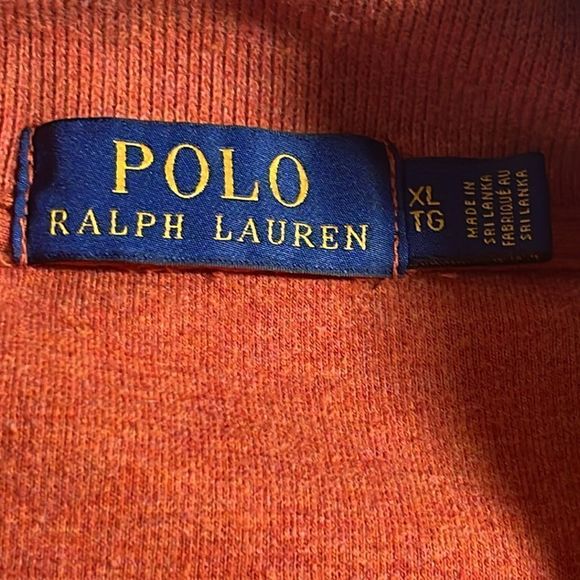 POLO
RALPH LAUREN
XL
TG
MADE IN
SRI LANKA
FABRIQUE AU
SRI LANKA